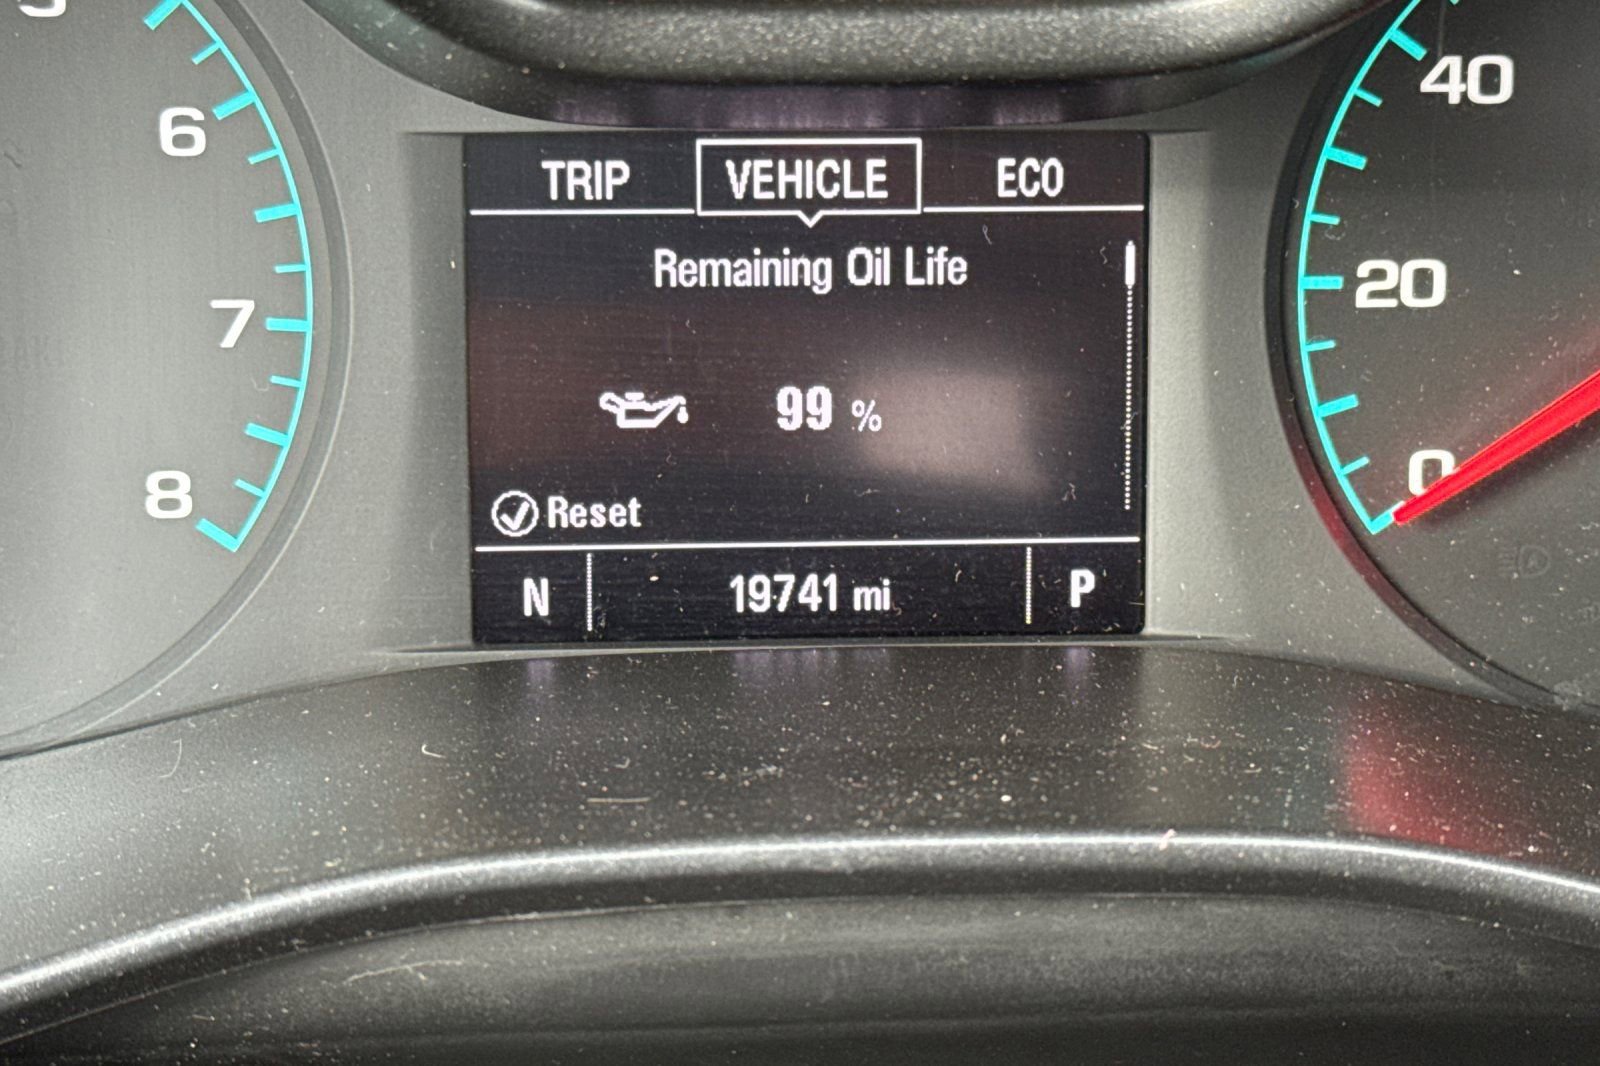 TRIP VEHICLE ECO
Remaining Oil Life
99 %
Reset
N 19741 mi P
6
7
8
40
20
0